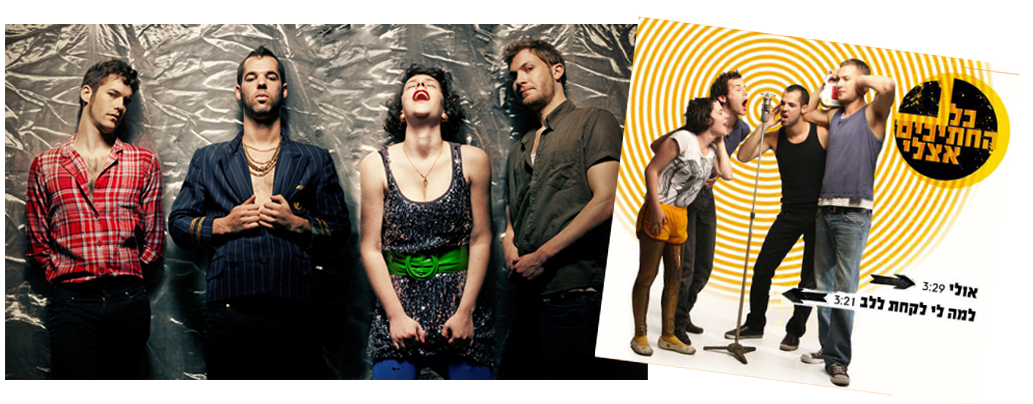 כל
החתיכים
אצלי
אולי 3:29
למה לי לקחת ללב 3:21